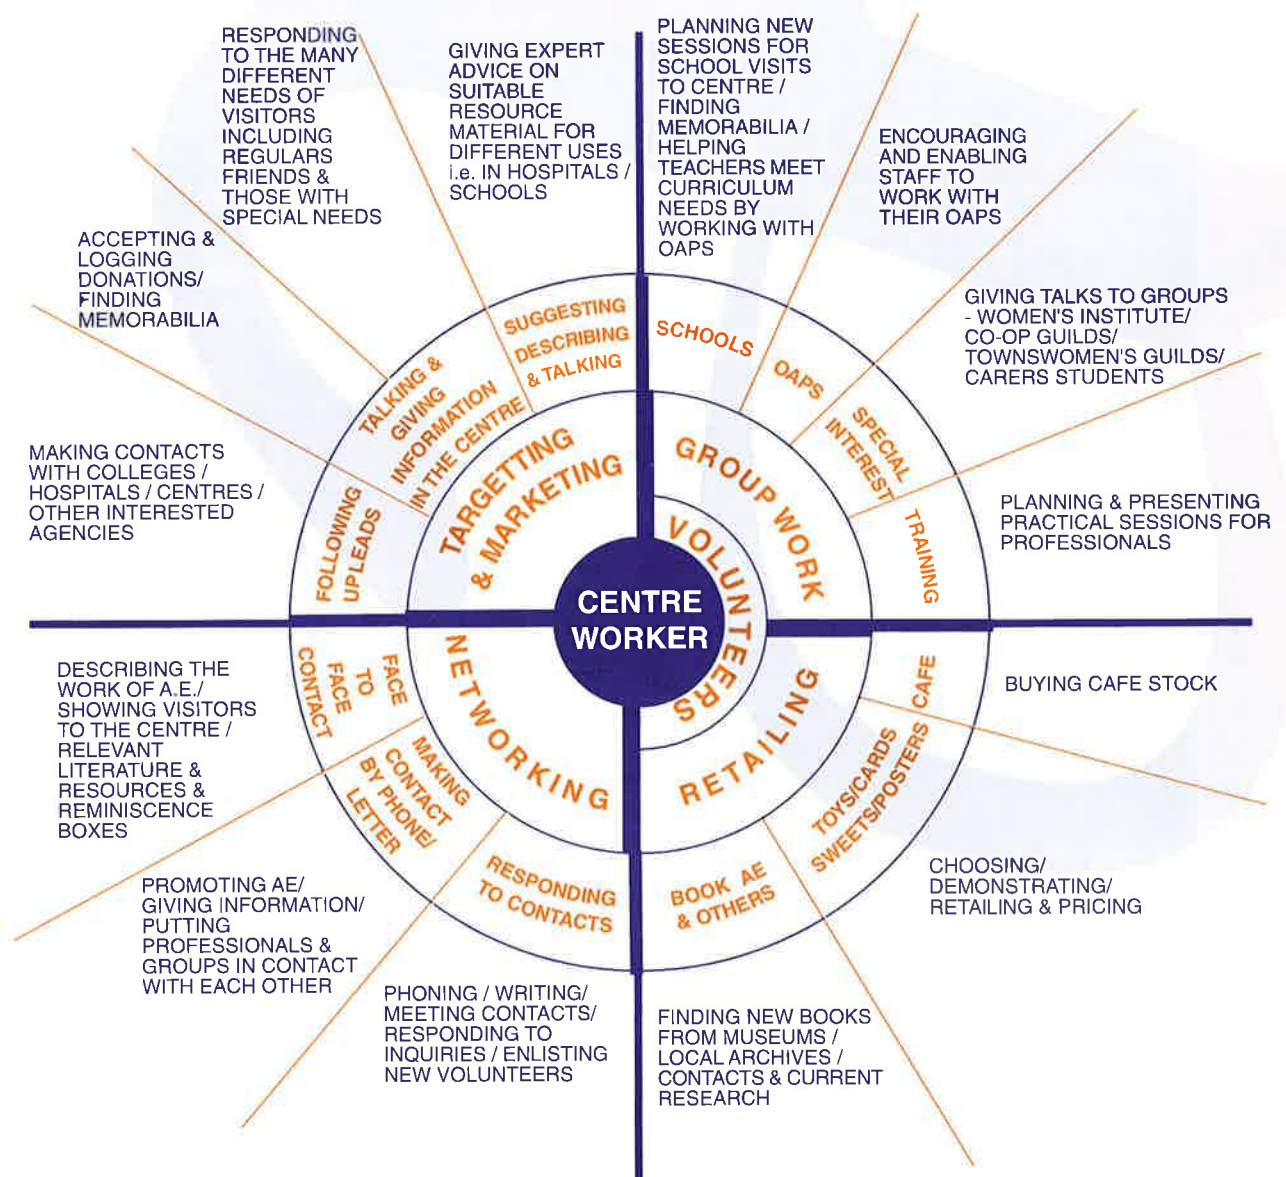 RESPONDING
TO THE MANY
DIFFERENT
NEEDS OF
VISITORS
INCLUDING
REGULARS
FRIENDS &
THOSE WITH
SPECIAL NEEDS
GIVING EXPERT
ADVICE ON
SUITABLE
RESOURCE
MATERIAL FOR
DIFFERENT USES
i.e. IN HOSPITALS /
SCHOOLS
PLANNING NEW
SESSIONS FOR
SCHOOL VISITS
TO CENTRE /
FINDING
MEMORABILIA /
HELPING
TEACHERS MEET
CURRICULUM
NEEDS BY
WORKING WITH
OAPS
ENCOURAGING
AND ENABLING
STAFF TO
WORK WITH
THEIR OAPS
ACCEPTING &
LOGGING
DONATIONS/
FINDING
MEMORABILIA
GIVING TALKS TO GROUPS
- WOMEN'S INSTITUTE/
CO-OP GUILDS/
TOWNSWOMEN'S GUILDS/
CARERS STUDENTS
MAKING CONTACTS
WITH COLLEGES /
HOSPITALS / CENTRES /
OTHER INTERESTED
AGENCIES
PLANNING & PRESENTING
PRACTICAL SESSIONS FOR
PROFESSIONALS
SUGGESTING
DESCRIBING
& TALKING
SCHOOLS
OAPS
SPECIAL
INTEREST
TRAINING
TALKING &
GIVING
INFORMATION
IN THE CENTRE
FOLLOWING
UPLEADS
TARGETTING
& MARKETING
GROUP WORK
VOLUNTEERS
CENTRE
WORKER
NETWORKING
RETAILING
FACE
TO
FACE
CONTACT
MAKING
CONTACT
BY PHONE/
LETTER
RESPONDING
TO CONTACTS
BOOK AE
& OTHERS
TOYS/CARDS
SWEETS/POSTERS
CAFE
DESCRIBING THE
WORK OF A.E./
SHOWING VISITORS
TO THE CENTRE /
RELEVANT
LITERATURE &
RESOURCES &
REMINISCENCE
BOXES
BUYING CAFE STOCK
PROMOTING AE/
GIVING INFORMATION/
PUTTING
PROFESSIONALS &
GROUPS IN CONTACT
WITH EACH OTHER
CHOOSING/
DEMONSTRATING/
RETAILING & PRICING
PHONING / WRITING/
MEETING CONTACTS/
RESPONDING TO
INQUIRIES / ENLISTING
NEW VOLUNTEERS
FINDING NEW BOOKS
FROM MUSEUMS /
LOCAL ARCHIVES /
CONTACTS & CURRENT
RESEARCH